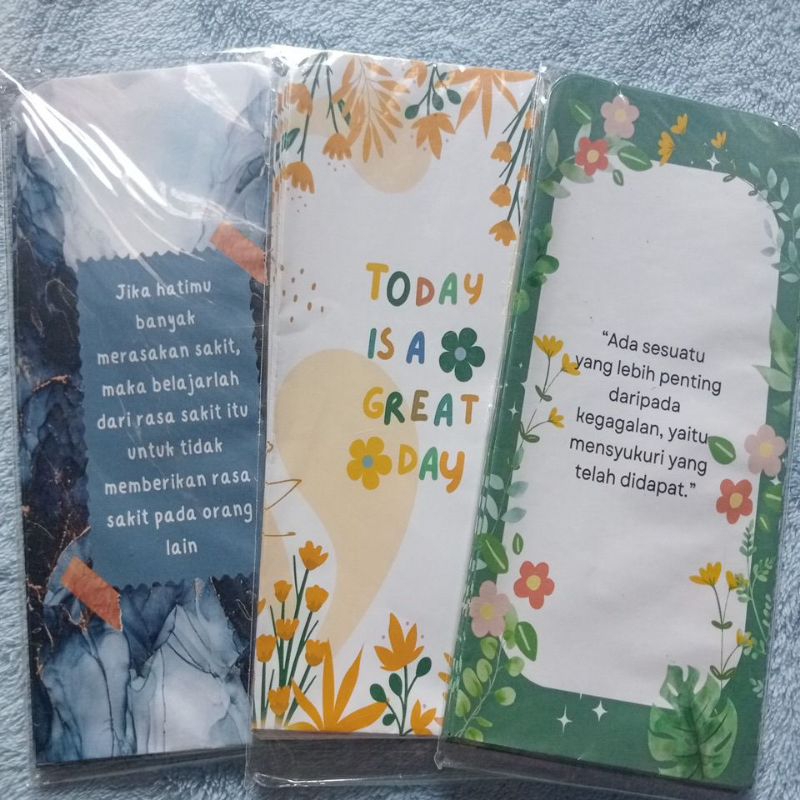 Jika hatimu
banyak
merasakan sakit,
maka belajarlah
dari rasa sakit itu
untuk tidak
memberikan rasa
sakit pada orang
lain
TODAY
IS A
GREAT
DAY
“Ada sesuatu
yang lebih penting
daripada
kegagalan, yaitu
mensyukuri yang
telah didapat.”